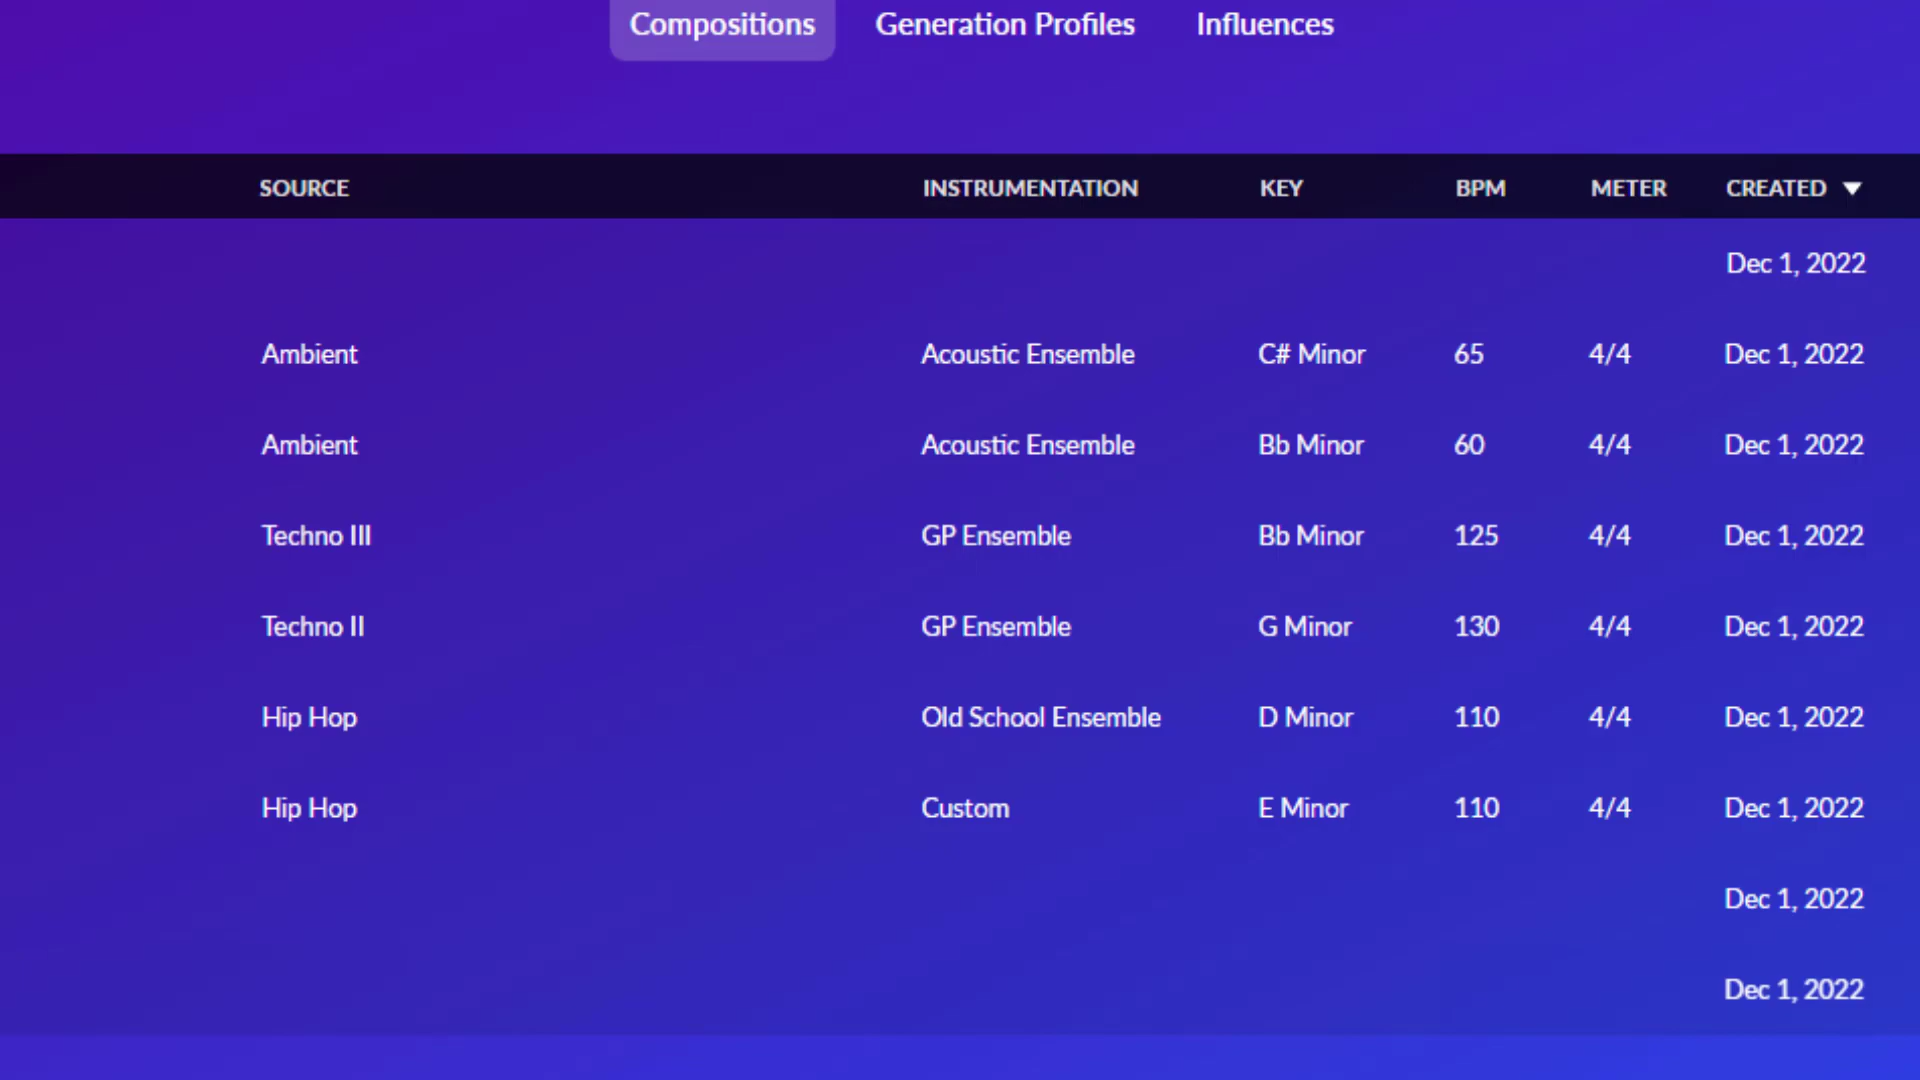 Compositions Generation Profiles Influences
SOURCE INSTRUMENTATION KEY BPM METER CREATED
Dec 1, 2022
Ambient Acoustic Ensemble C# Minor 65 4/4 Dec 1, 2022
Ambient Acoustic Ensemble Bb Minor 60 4/4 Dec 1, 2022
Techno III GP Ensemble Bb Minor 125 4/4 Dec 1, 2022
Techno II GP Ensemble G Minor 130 4/4 Dec 1, 2022
Hip Hop Old School Ensemble D Minor 110 4/4 Dec 1, 2022
Hip Hop Custom E Minor 110 4/4 Dec 1, 2022
Dec 1, 2022
Dec 1, 2022